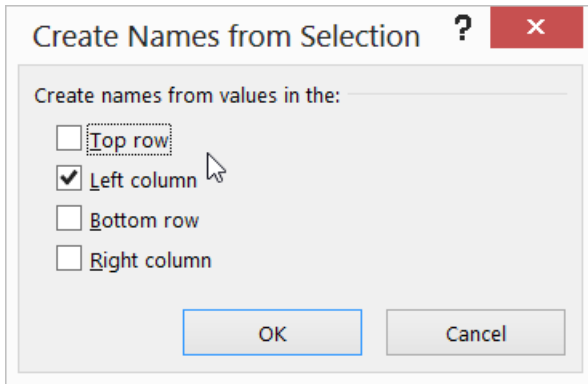 Create Names from Selection ? x
Create names from values in the:
Top row
Left column
Bottom row
Right column
OK Cancel